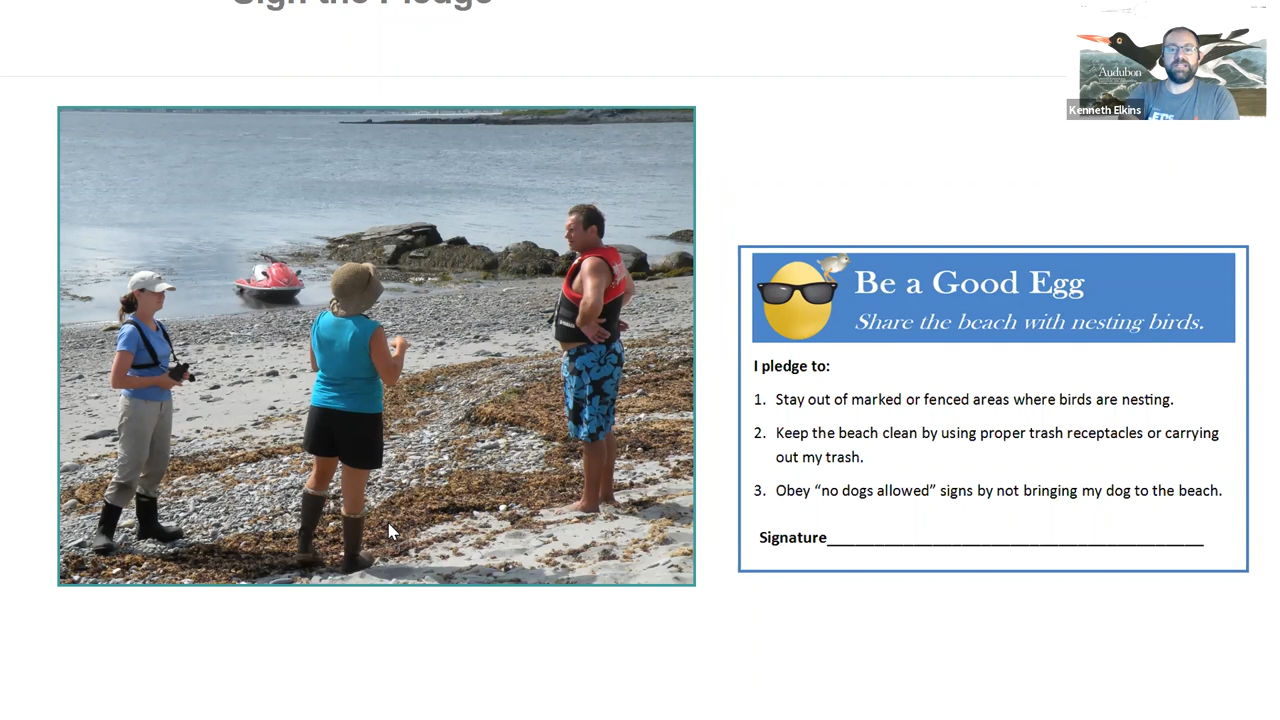 Sign the Pledge
Audubon
Kenneth Elkins
LET'S
Be a Good Egg
Share the beach with nesting birds.
I pledge to:
1. Stay out of marked or fenced areas where birds are nesting.
2. Keep the beach clean by using proper trash receptacles or carrying
out my trash.
3. Obey “no dogs allowed” signs by not bringing my dog to the beach.
Signature